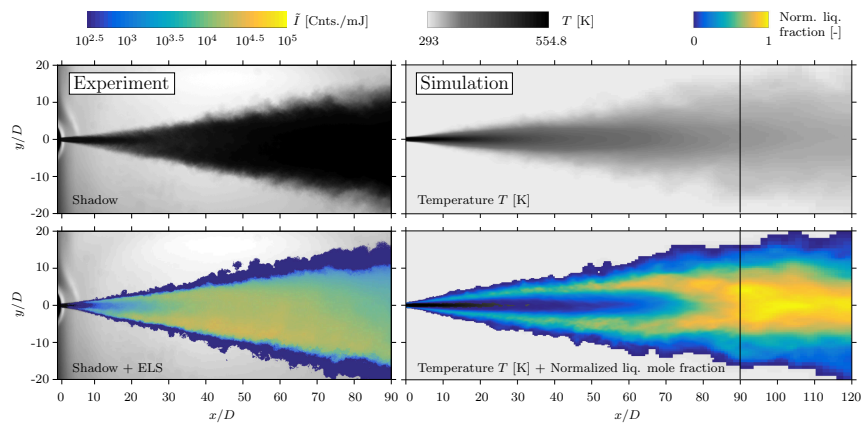 Ĩ [Cnts./mJ]
10^2.5 10^3 10^3.5 10^4 10^4.5 10^5
T [K]
293 554.8
Norm. liq.
fraction [-]
0 1
20
10
0
-10
-20
y/D
Experiment
Shadow
Simulation
Temperature T [K]
20
10
0
-10
-20
y/D
Shadow + ELS
Temperature T [K] + Normalized liq. mole fraction
0 10 20 30 40 50 60 70 80 90
x/D
0 10 20 30 40 50 60 70 80 90 100 110 120
x/D